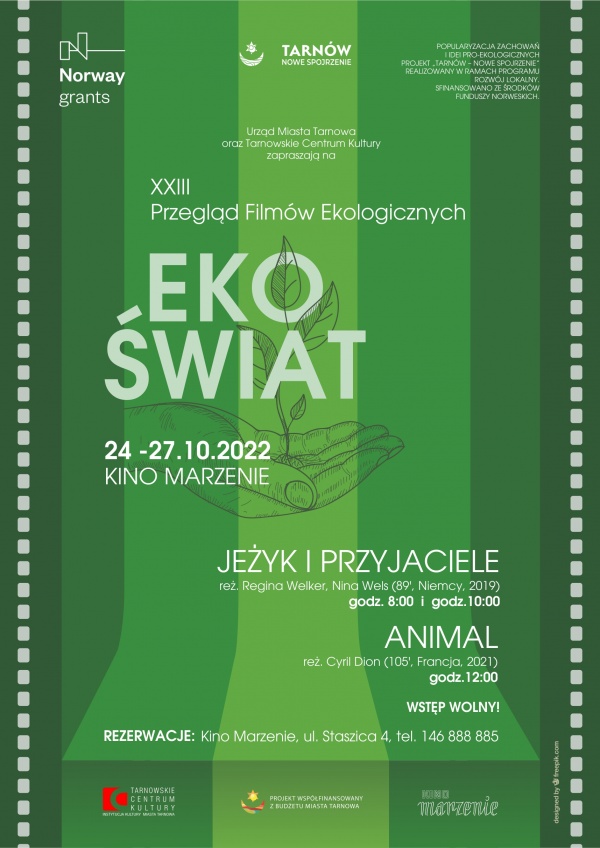 Norway
grants
TARNÓW
NOWE SPOJRZENIE
POPULARYZACJA ZACHOWAŃ
I IDEI PRO-EKOLOGICZNYCH
PROJEKT „TARNÓW – NOWE SPOJRZENIE”
REALIZOWANY W RAMACH PROGRAMU
ROZWÓJ LOKALNY.
SFINANSOWANO ZE ŚRODKÓW
FUNDUSZY NORWESKICH.
Urząd Miasta Tarnowa
oraz Tarnowskie Centrum Kultury
zapraszają na
XXIII
Przegląd Filmów Ekologicznych
EKO
ŚWIAT
24 -27.10.2022
KINO MARZENIE
JEŻYK I PRZYJACIELE
reż. Regina Welker, Nina Wels (89', Niemcy, 2019)
godz. 8:00 i godz.10:00
ANIMAL
reż. Cyril Dion (105', Francja, 2021)
godz.12:00
WSTĘP WOLNY!
REZERWACJE: Kino Marzenie, ul. Staszica 4, tel. 146 888 885
TARNOWSKIE
CENTRUM
KULTURY
INSTYTUCJA KULTURY MIASTA TARNOWA
PROJEKT WSPÓŁFINANSOWANY
Z BUDŻETU MIASTA TARNOWA
KINO
marzenie
designed by freepik.com